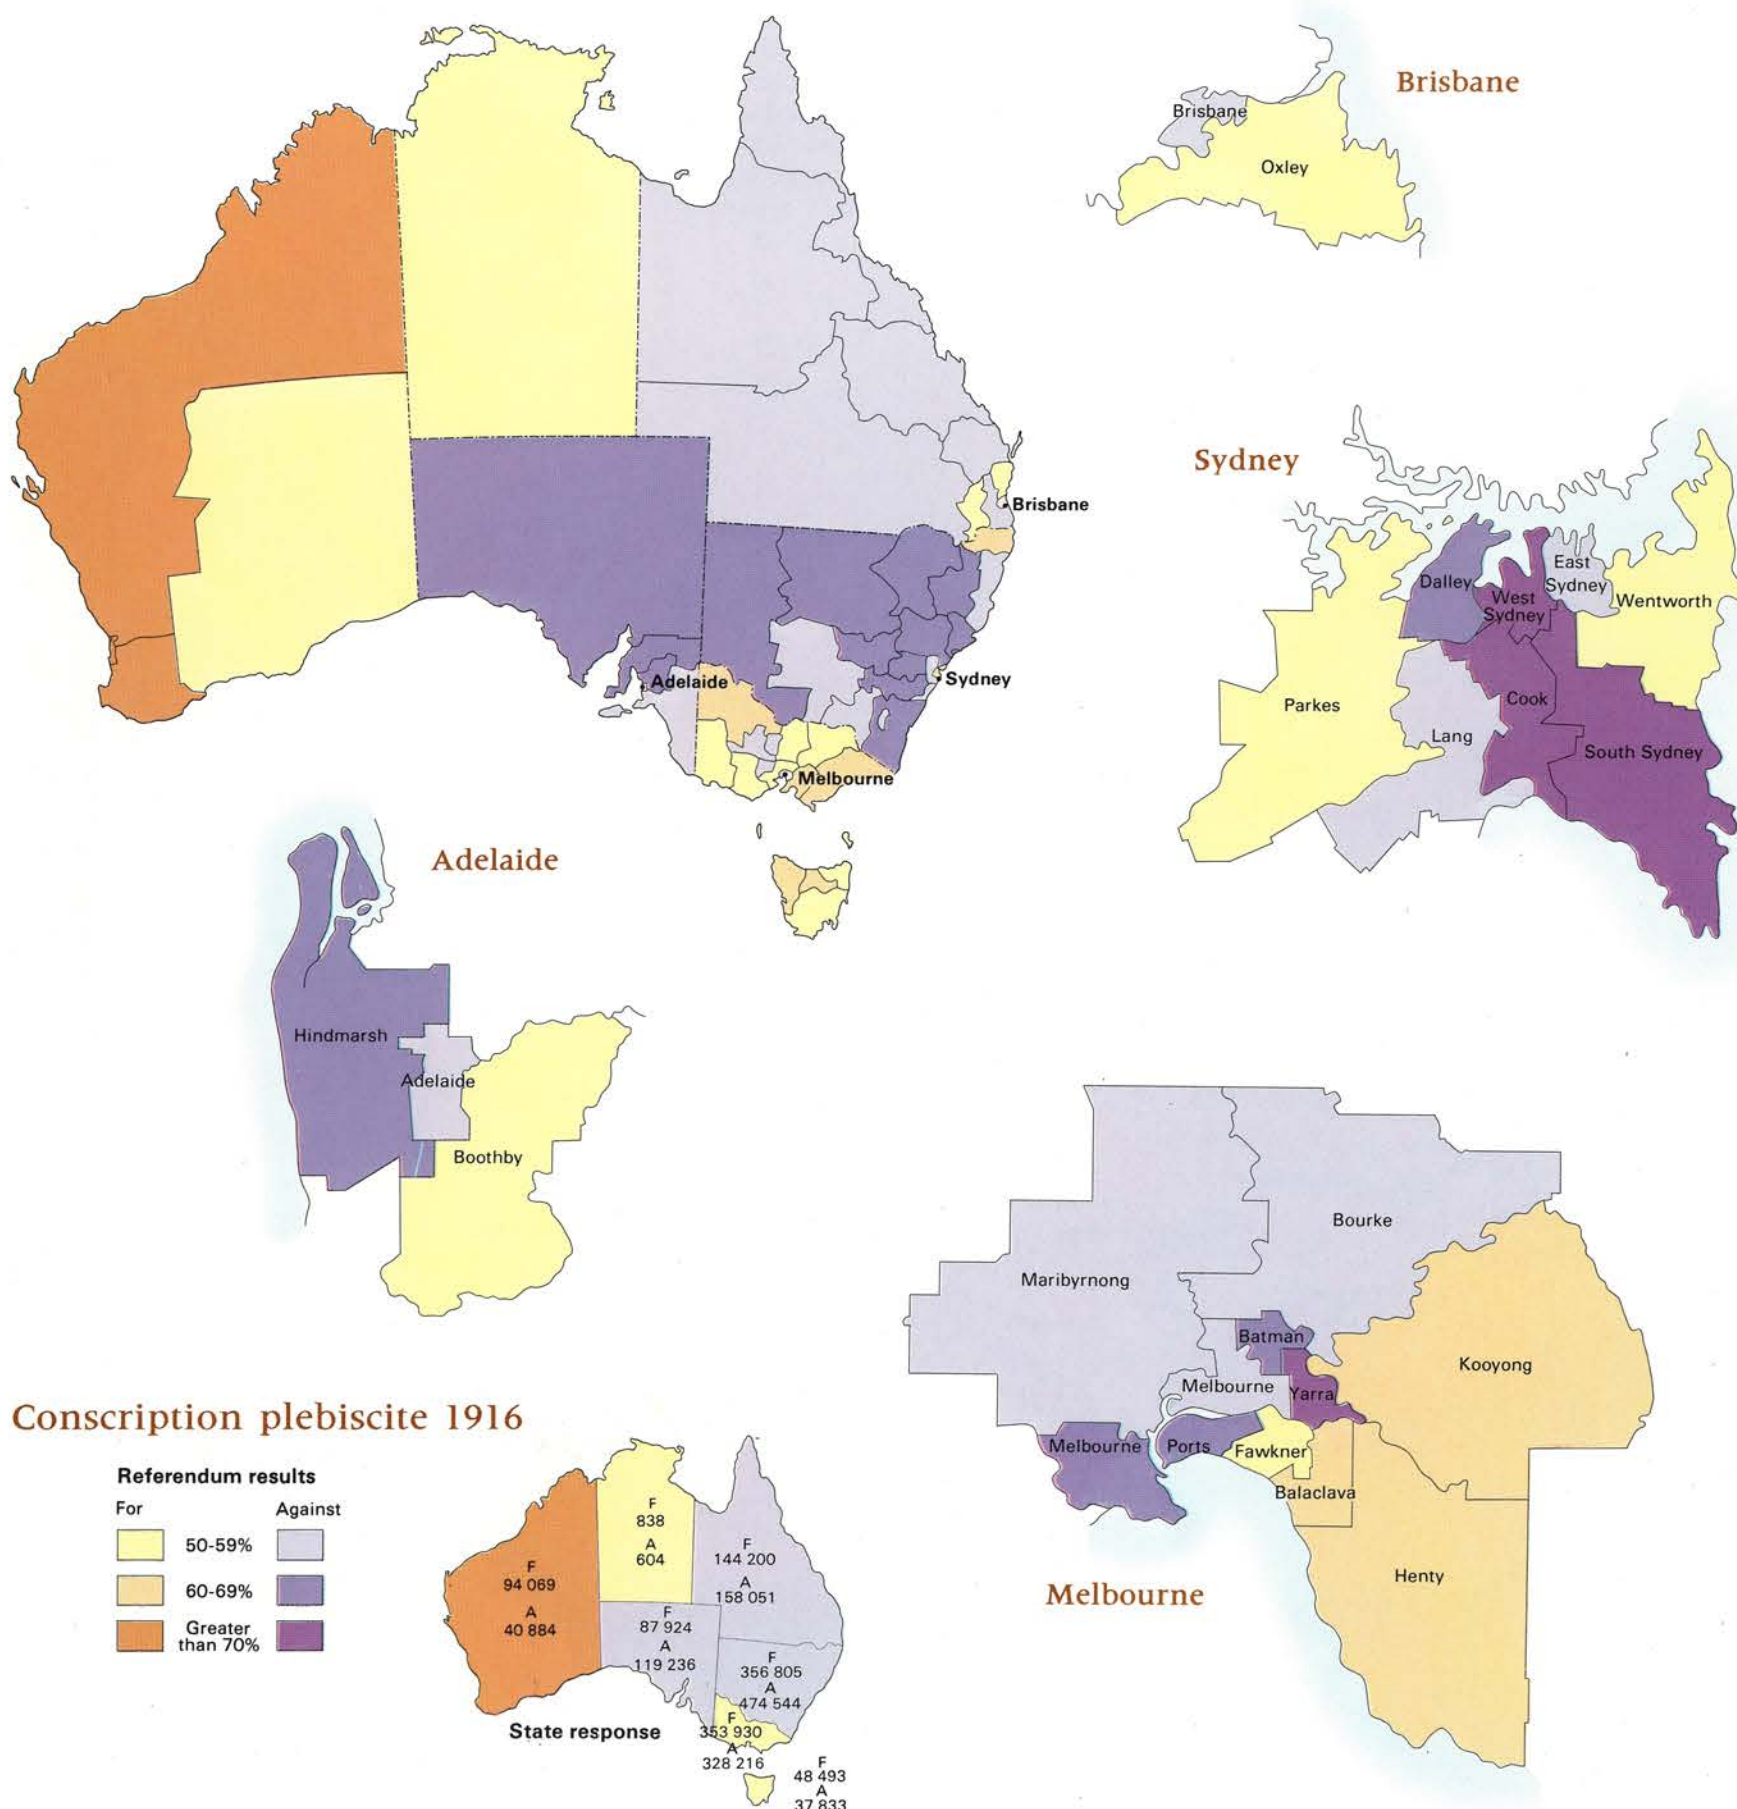 Brisbane
Brisbane
Oxley
Sydney
Dalley
West
Sydney
East
Sydney
Wentworth
Parkes
Lang
Cook
South Sydney
Brisbane
Sydney
Adelaide
Melbourne
Adelaide
Hindmarsh
Adelaide
Boothby
Bourke
Maribyrnong
Batman
Kooyong
Melbourne
Yarra
Melbourne Ports
Fawkner
Balaclava
Henty
Melbourne
Conscription plebiscite 1916
Referendum results
For Against
50-59%
60-69%
Greater
than 70%
F
94 069
A
40 884
F
838
A
604
F
144 200
A
158 051
F
87 924
A
119 236
F
356 805
A
474 544
F
353 930
A
328 216
F
48 493
A
37 833
State response